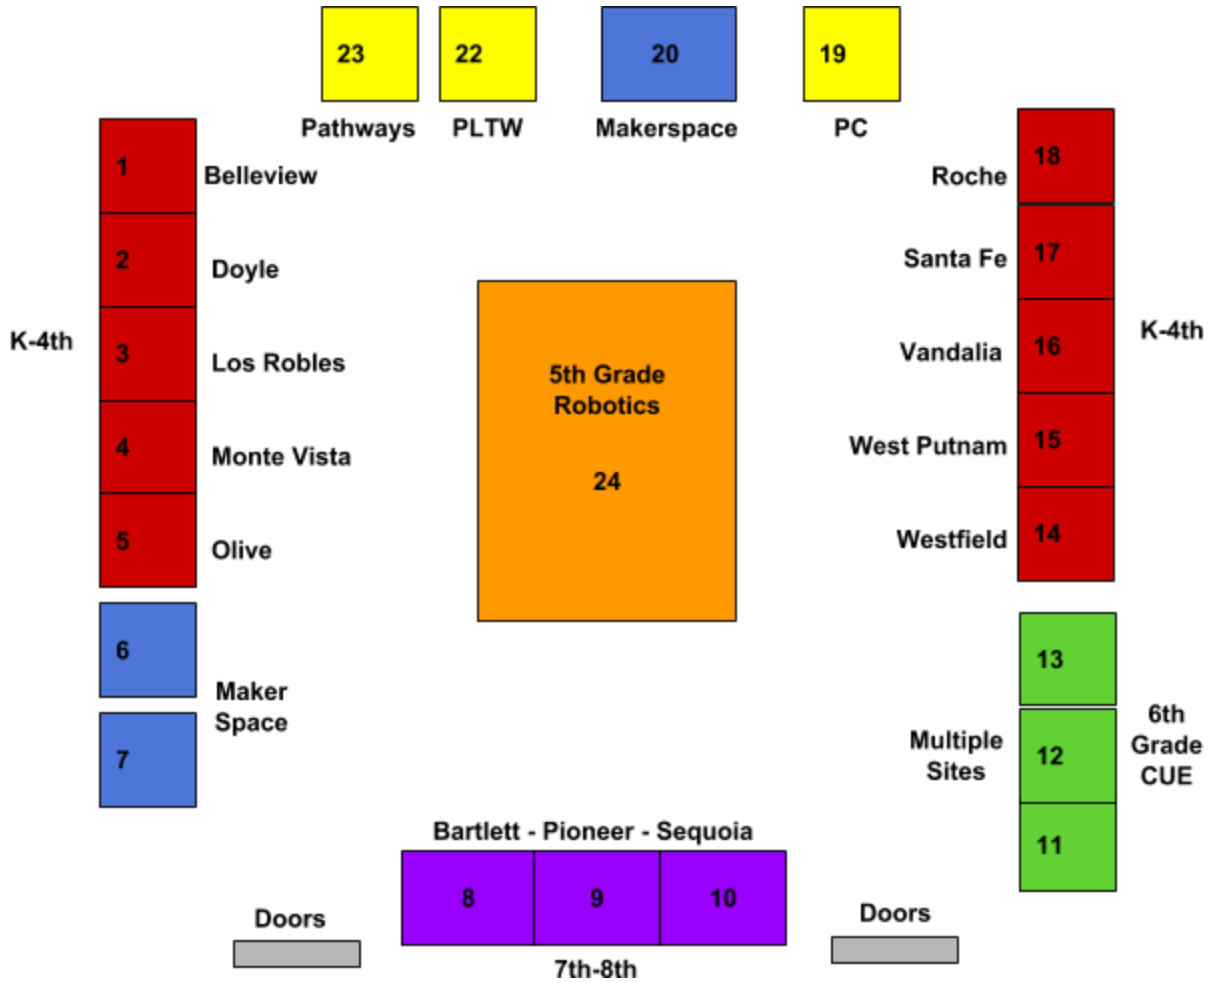 23
22
20
19
Pathways
PLTW
Makerspace
PC
1
Belleview
2
Doyle
K-4th
3
Los Robles
4
Monte Vista
5
Olive
6
7
Maker
Space
5th Grade
Robotics
24
Roche
18
Santa Fe
17
Vandalia
16
K-4th
West Putnam
15
Westfield
14
13
Multiple
Sites
12
6th
Grade
CUE
11
Bartlett - Pioneer - Sequoia
8
9
10
7th-8th
Doors
Doors